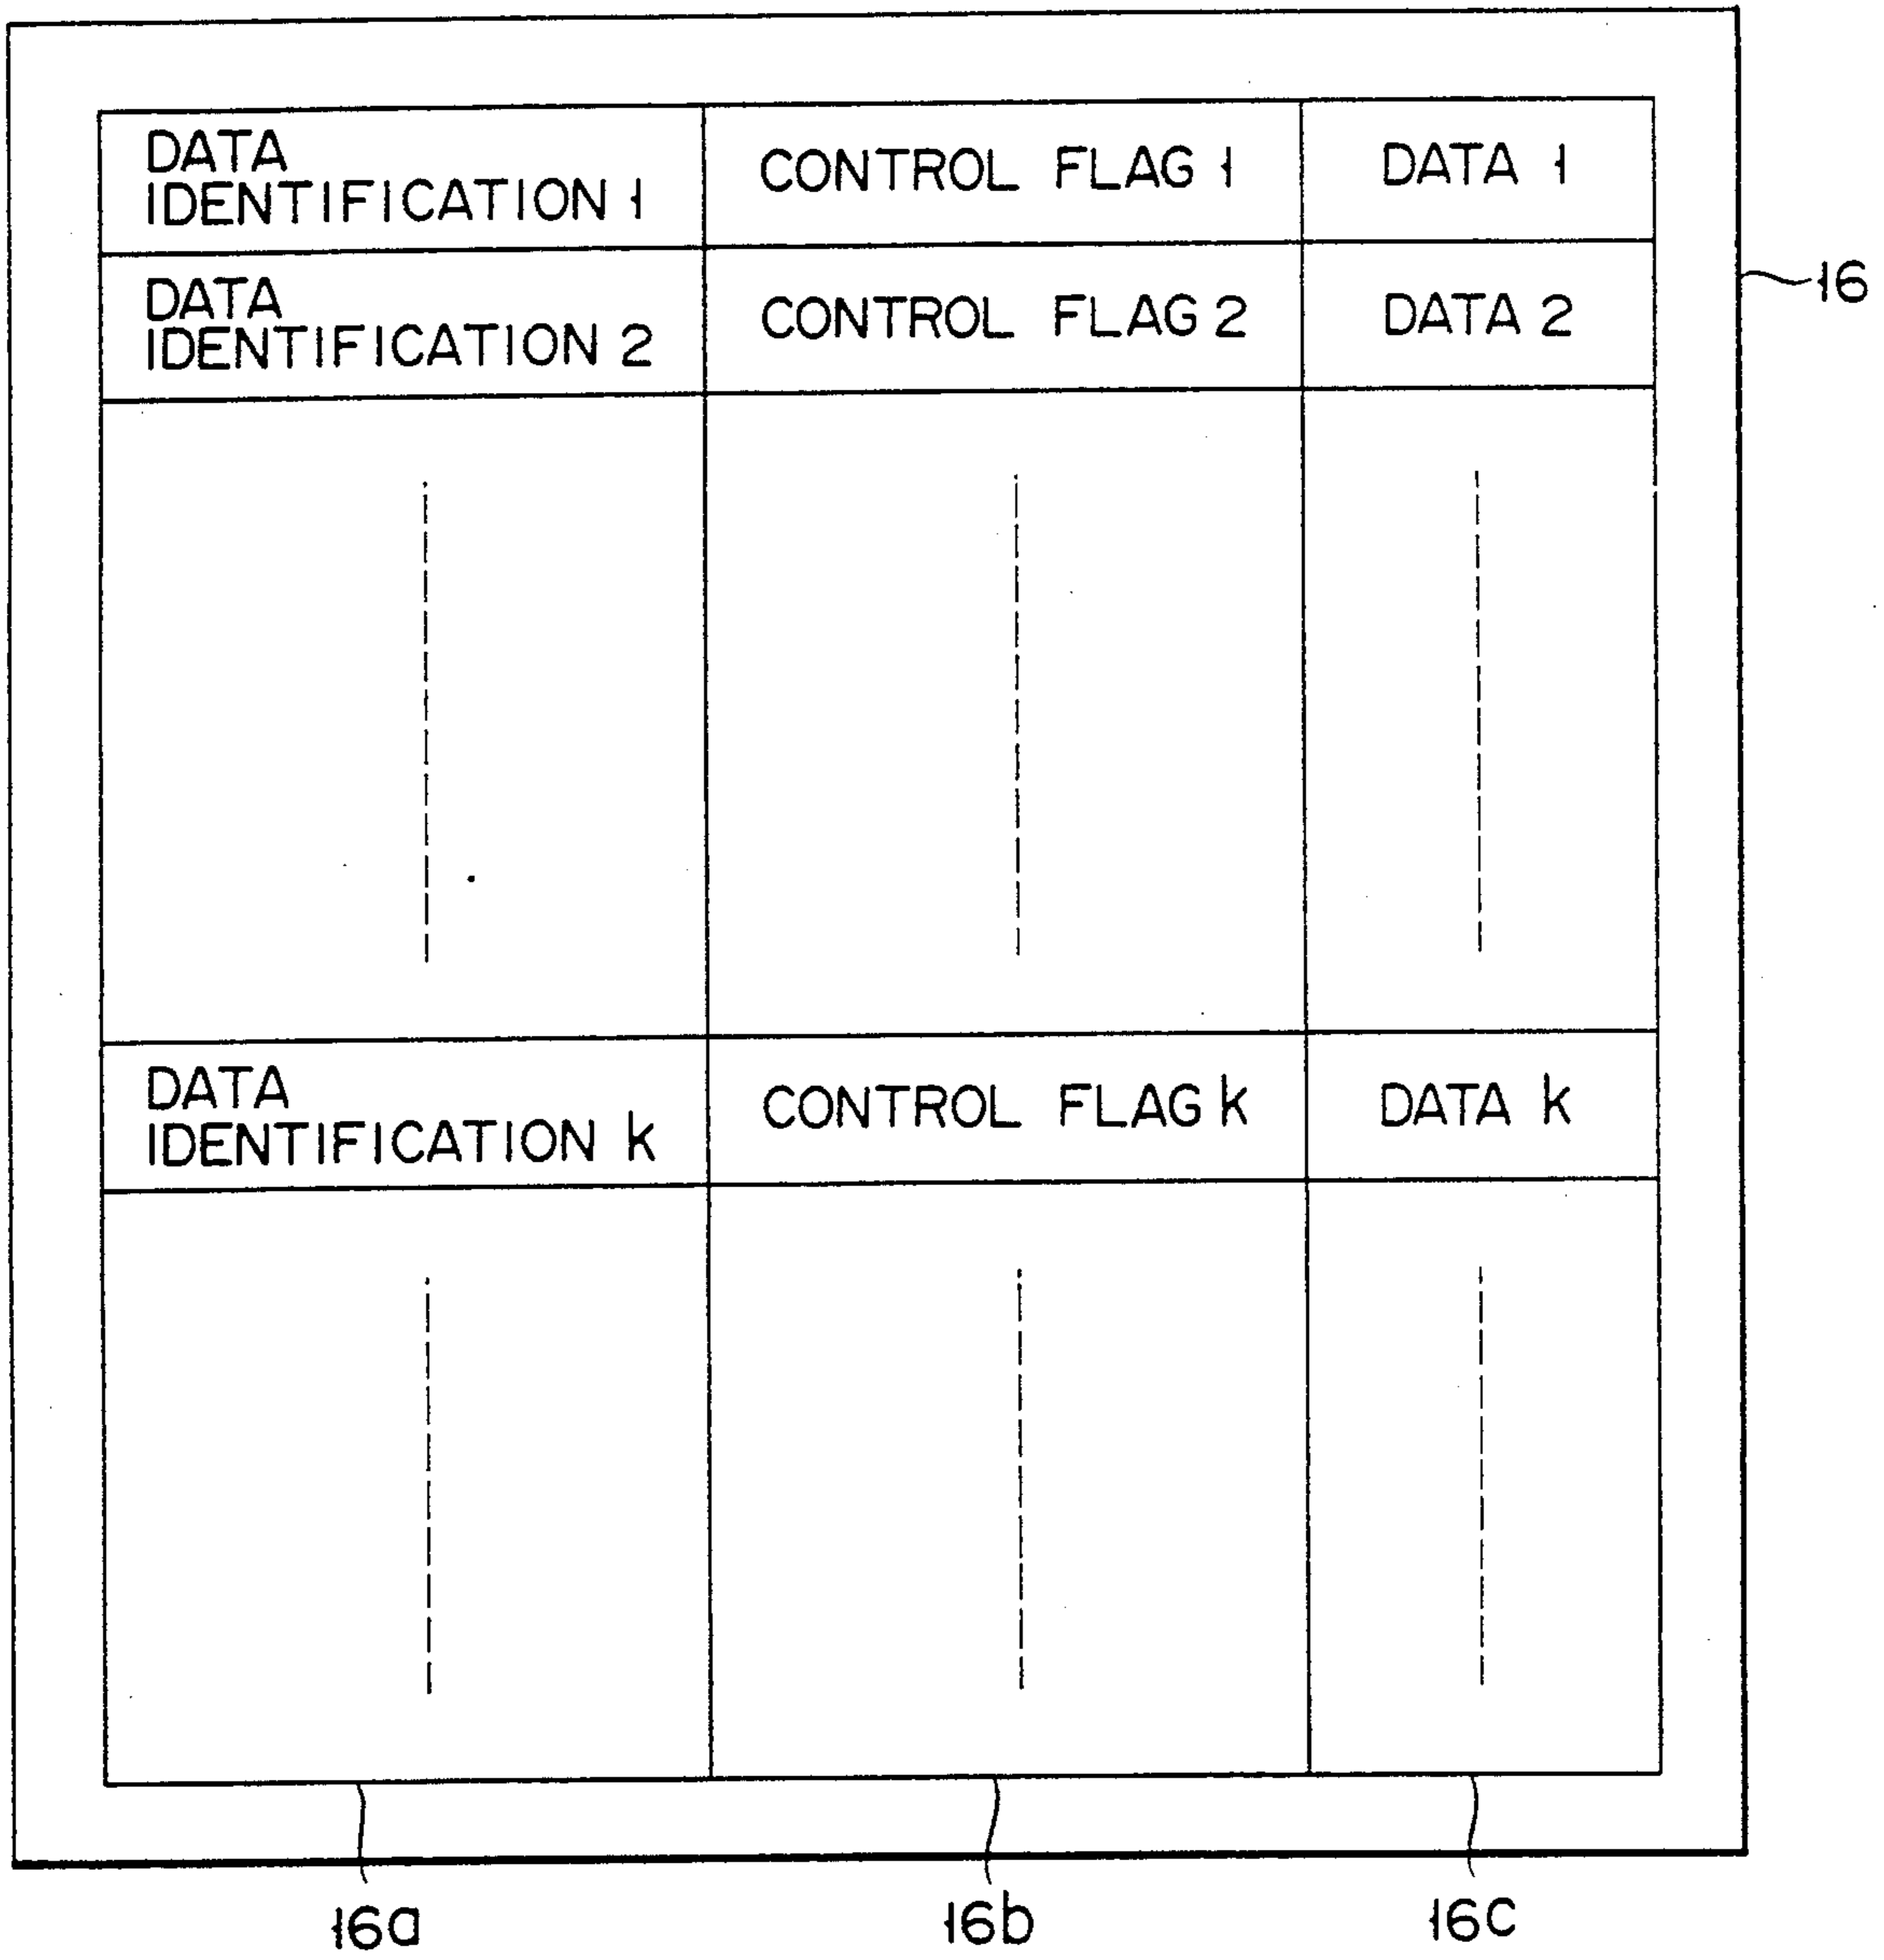 DATA
IDENTIFICATION 1
CONTROL FLAG 1
DATA 1
DATA
IDENTIFICATION 2
CONTROL FLAG 2
DATA 2
16
DATA
IDENTIFICATION k
CONTROL FLAG k
DATA k
16a
16b
16c